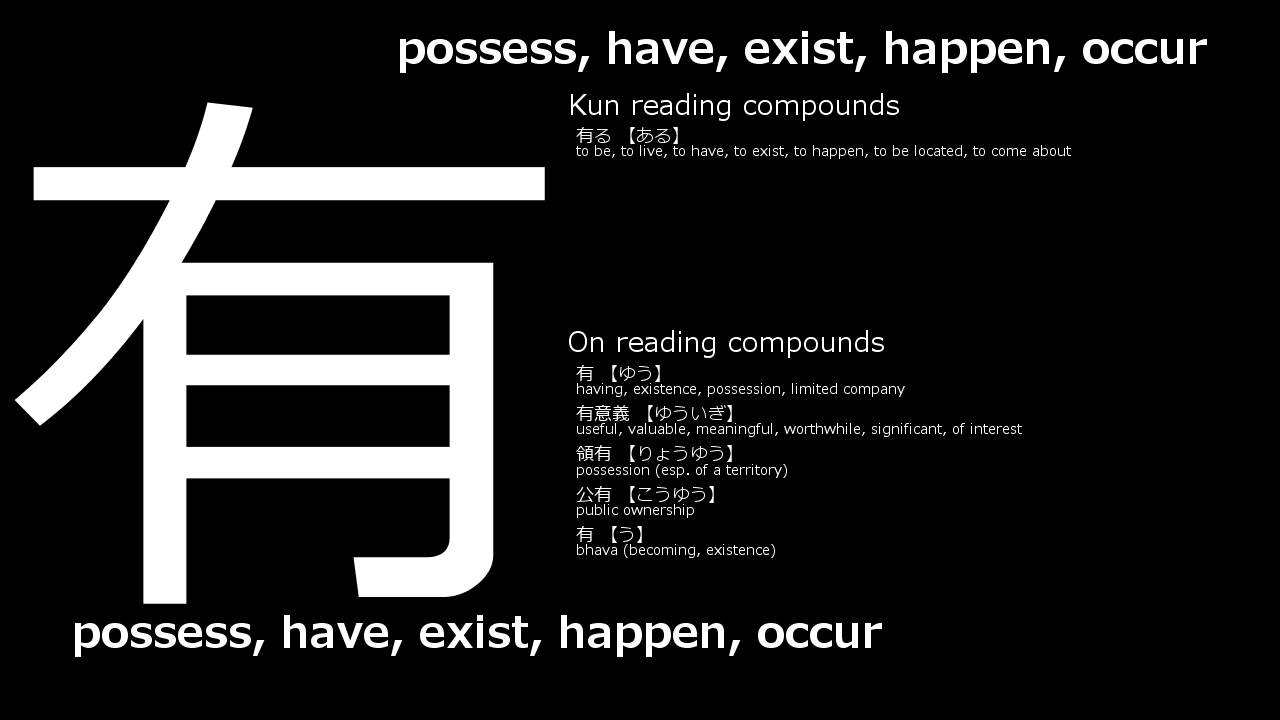 possess, have, exist, happen, occur
有
Kun reading compounds
有る 【ある】
to be, to live, to have, to exist, to happen, to be located, to come about
On reading compounds
有 【ゆう】
having, existence, possession, limited company
有意義 【ゆういぎ】
useful, valuable, meaningful, worthwhile, significant, of interest
領有 【りょうゆう】
possession (esp. of a territory)
公有 【こうゆう】
public ownership
有 【う】
bhava (becoming, existence)
possess, have, exist, happen, occur